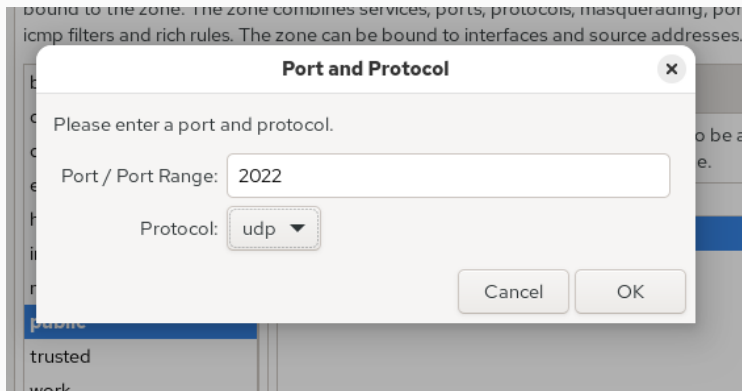 bound to the zone. The zone combines services, ports, protocols, masquerading, por
icmp filters and rich rules. The zone can be bound to interfaces and source addresses.
Port and Protocol
Please enter a port and protocol.
o be a
e.
Port / Port Range: 2022
Protocol: udp
Cancel OK
public
trusted
work